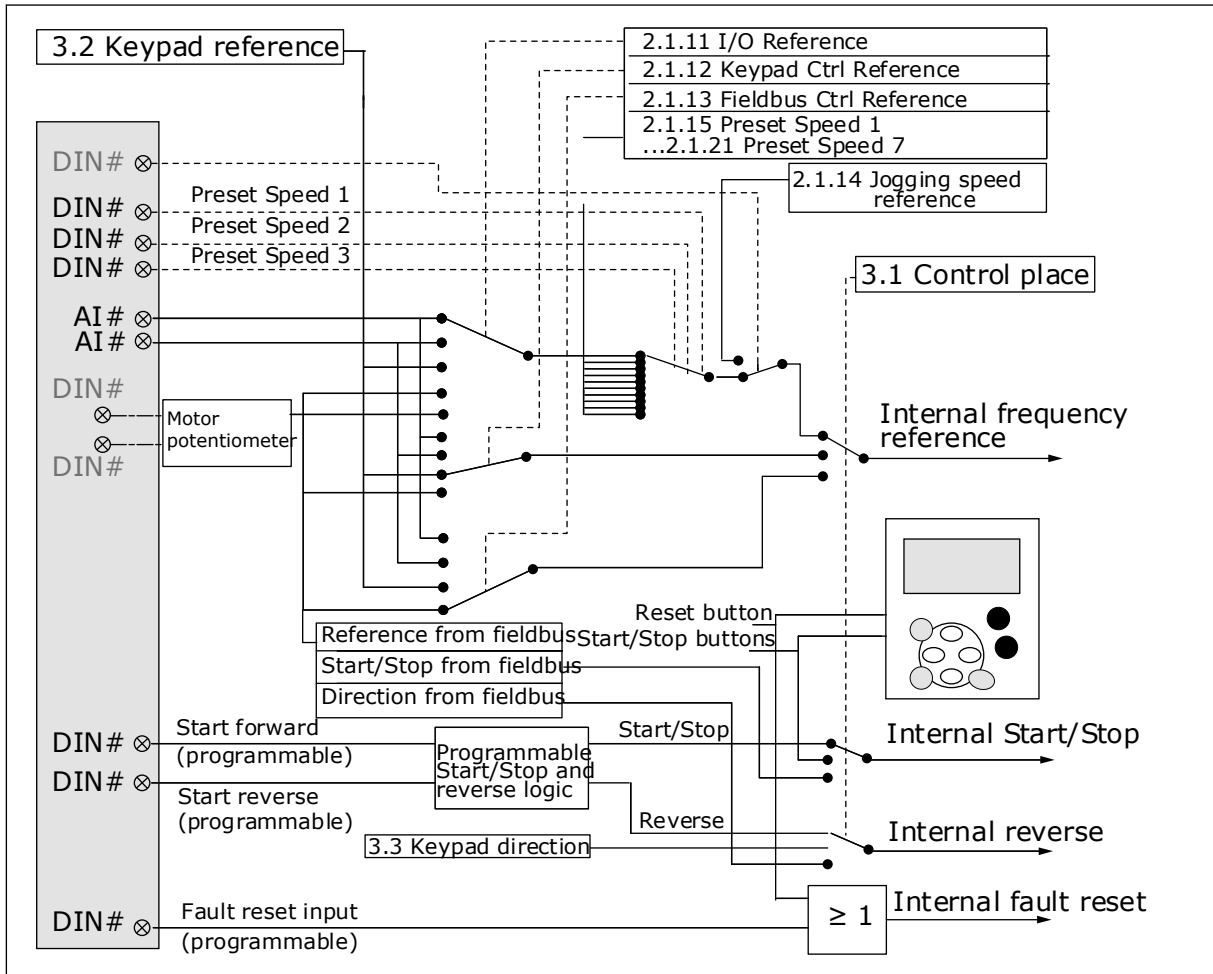 3.2 Keypad reference
2.1.11 I/O Reference
2.1.12 Keypad Ctrl Reference
2.1.13 Fieldbus Ctrl Reference
2.1.15 Preset Speed 1
...2.1.21 Preset Speed 7
2.1.14 Jogging speed
reference
3.1 Control place
DIN#
DIN#
Preset Speed 1
DIN#
Preset Speed 2
DIN#
Preset Speed 3
AI#
AI#
DIN#
Motor
potentiometer
DIN#
Internal frequency
reference
Reset button
Start/Stop buttons
Reference from fieldbus
Start/Stop from fieldbus
Direction from fieldbus
DIN#
Start forward
(programmable)
DIN#
Start reverse
(programmable)
Programmable
Start/Stop and
reverse logic
Start/Stop
Internal Start/Stop
Reverse
3.3 Keypad direction
Internal reverse
DIN#
Fault reset input
(programmable)
≥ 1
Internal fault reset